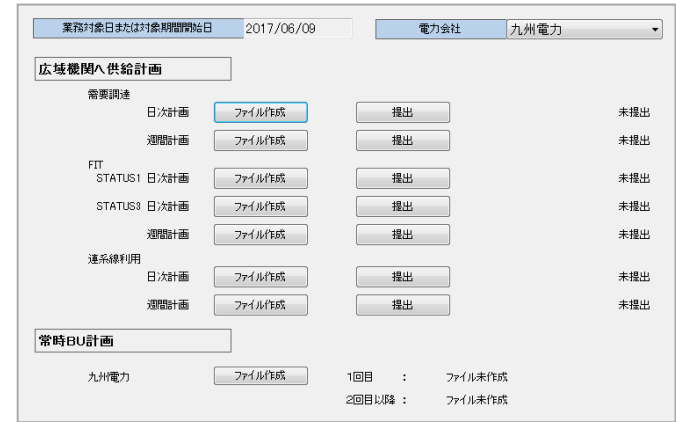 業務対象日または対象期間開始日 2017/06/09 電力会社 九州電力
広域機関へ供給計画
需要調達
日次計画 ファイル作成 提出 未提出
週間計画 ファイル作成 提出 未提出
FIT
STATUS1 日次計画 ファイル作成 提出 未提出
STATUS3 日次計画 ファイル作成 提出 未提出
週間計画 ファイル作成 提出 未提出
連系線利用
日次計画 ファイル作成 提出 未提出
週間計画 ファイル作成 提出 未提出
常時BU計画
九州電力 ファイル作成 1回目 : ファイル未作成
2回目以降 : ファイル未作成